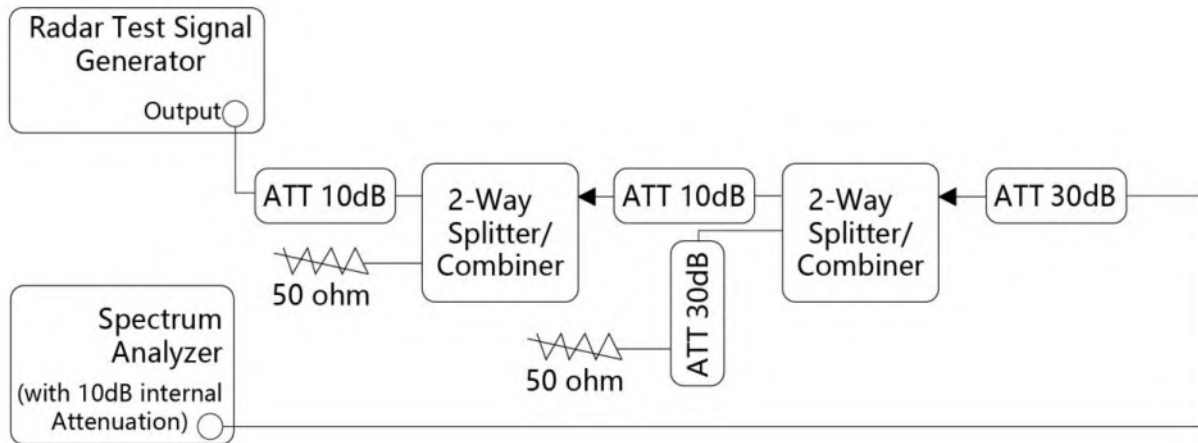 Radar Test Signal
Generator
Output
ATT 10dB
2-Way
Splitter/
Combiner
ATT 10dB
2-Way
Splitter/
Combiner
ATT 30dB
50 ohm
ATT 30dB
50 ohm
Spectrum
Analyzer
(with 10dB internal
Attenuation)